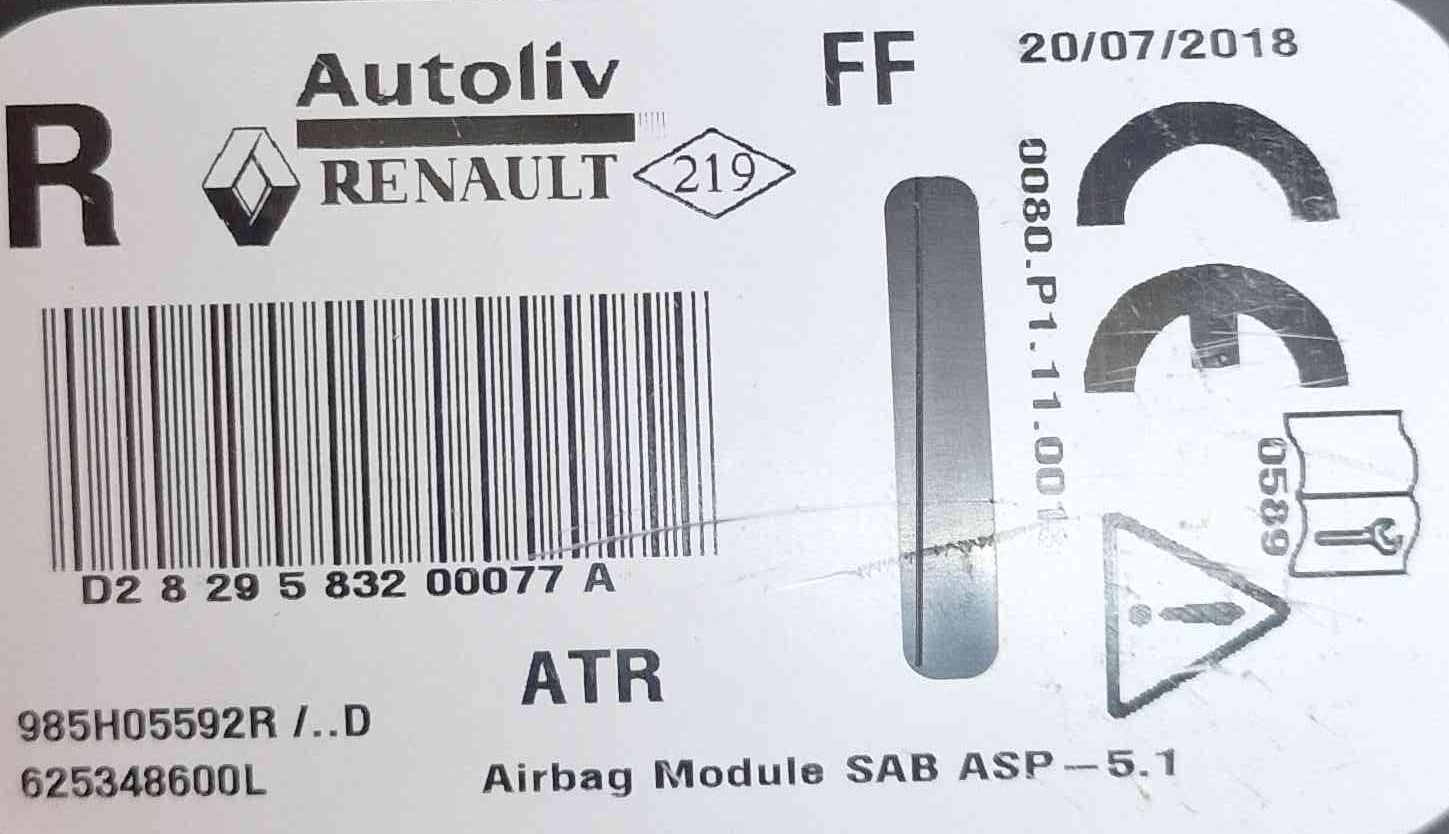 R
Autoliv
RENAULT
219
FF
20/07/2018
CE
0080.P1.11.001
0589
D2 8 29 5 832 00077 A
ATR
985H05592R /..D
625348600L
Airbag Module SAB ASP-5.1